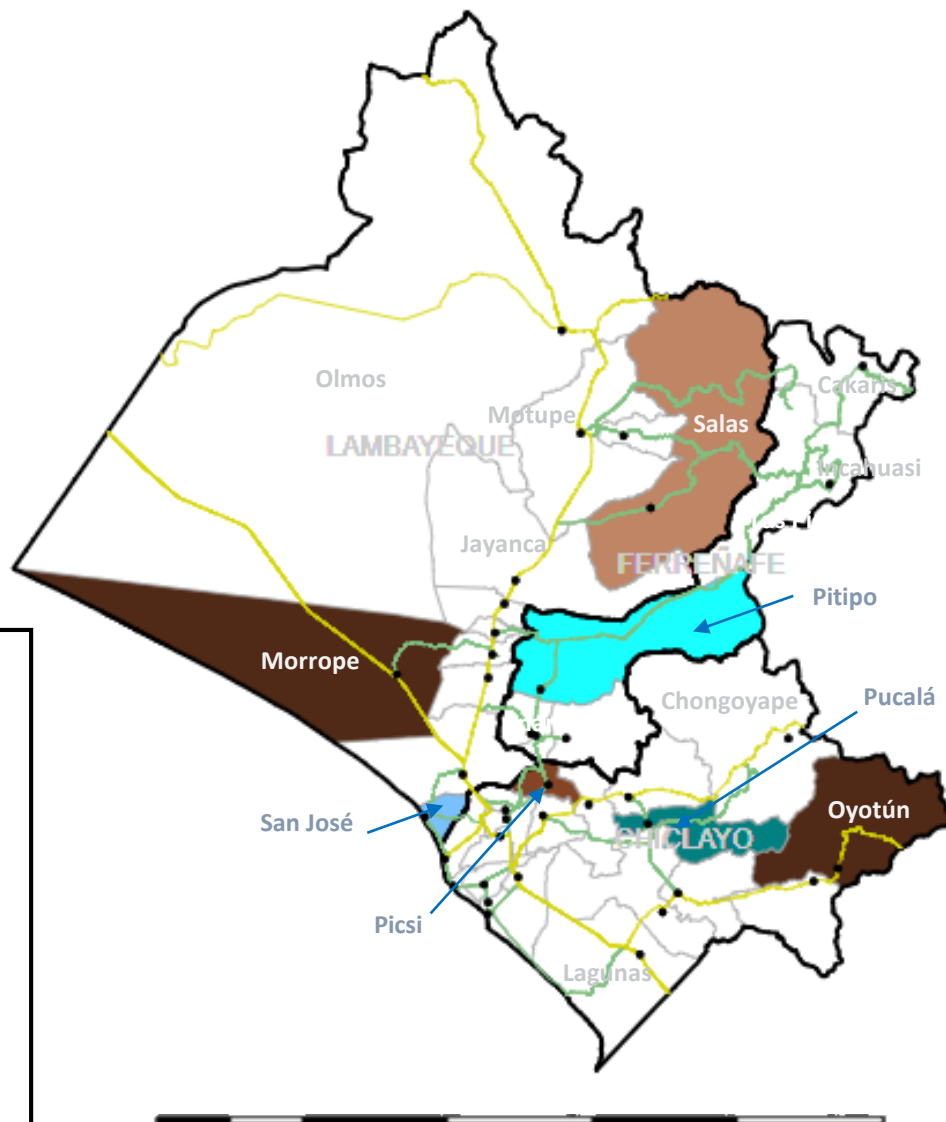 Olmos
Cañaris
Motupe
Salas
LAMBAYEQUE
Incahuasi
Jayanca
FERREÑAFE
Pitipo
Morrope
Chongoyape
Pucalá
San José
Oyotún
CHICLAYO
Picsi
Lagunas